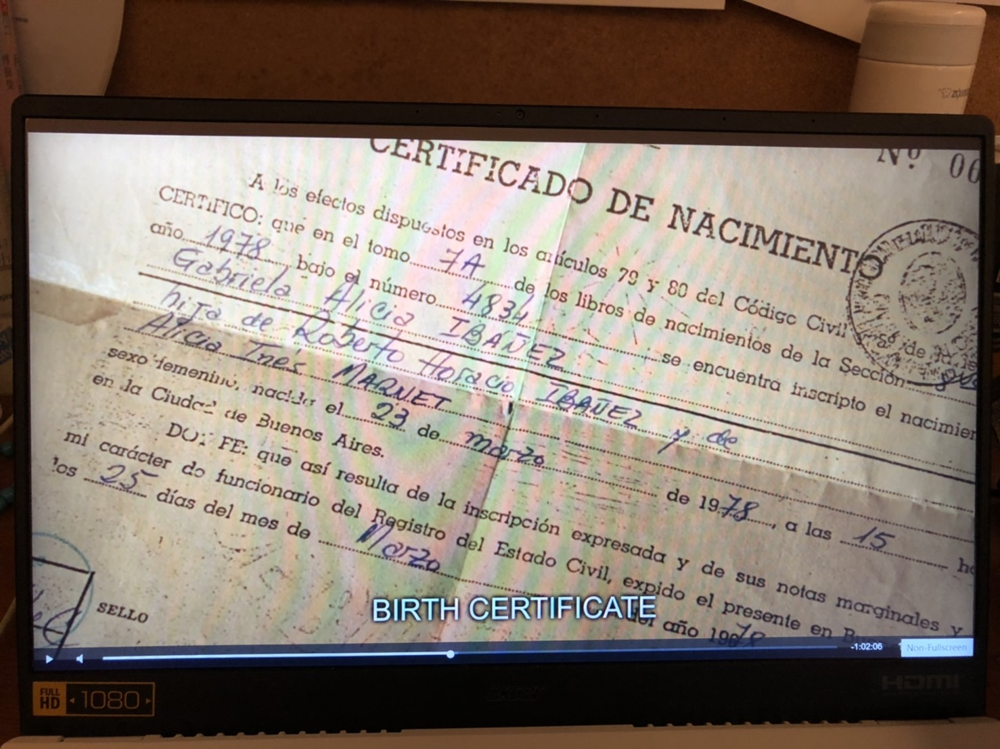 CERTIFICADO DE NACIMIENTO
Nº 00
A los efectos dispuestos en los artículos 79 y 80 del Código Civil
CERTIFICO: que en el tomo 7A de los libros de nacimientos de la Sección
año 1978 bajo el número 4834 se encuentra inscripto el nacimien
Gabriela Alicia IBAÑEZ
hija de Roberto Horacio IBAÑEZ y de
Alicia Inés MARNET
sexo femenino, nacido el 23 de marzo de 1978, a las 15 ho
en la Ciudad de Buenos Aires.
DOY FE: que así resulta de la inscripción expresada y de sus notas marginales y
mi carácter de funcionario del Registro del Estado Civil, expido el presente en B
los 25 días del mes de Marzo del año 1978
SELLO
BIRTH CERTIFICATE
-1:02:06
Non-Fullscreen
FULL HD 1080
HDMI